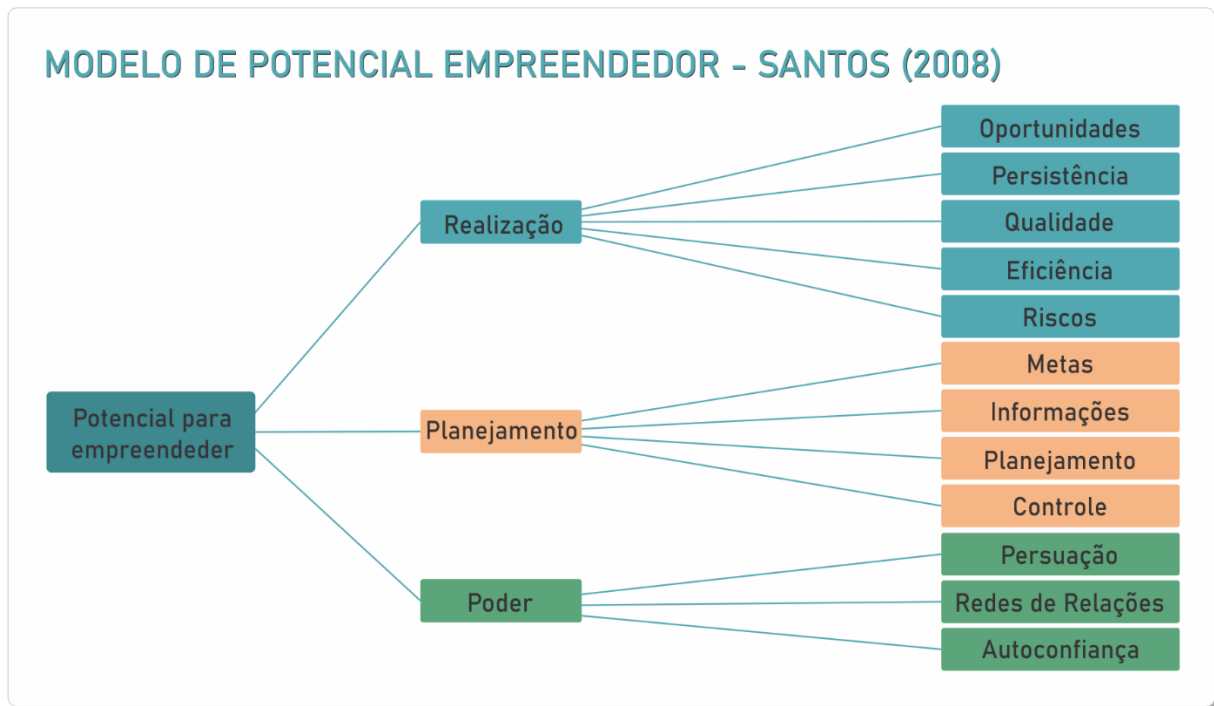 MODELO DE POTENCIAL EMPREENDEDOR - SANTOS (2008)
Potencial para
empreendeder
Realização
Oportunidades
Persistência
Qualidade
Eficiência
Riscos
Planejamento
Metas
Informações
Planejamento
Controle
Poder
Persuação
Redes de Relações
Autoconfiança